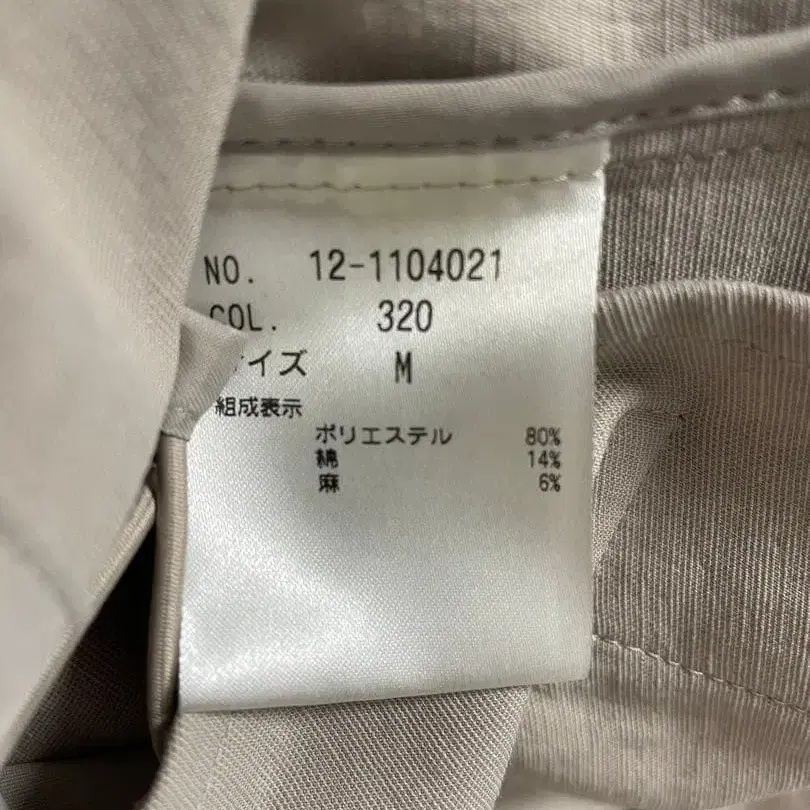 NO. 12-1104021
COL. 320
サイズ M
組成表示
ポリエステル 80%
綿 14%
麻 6%